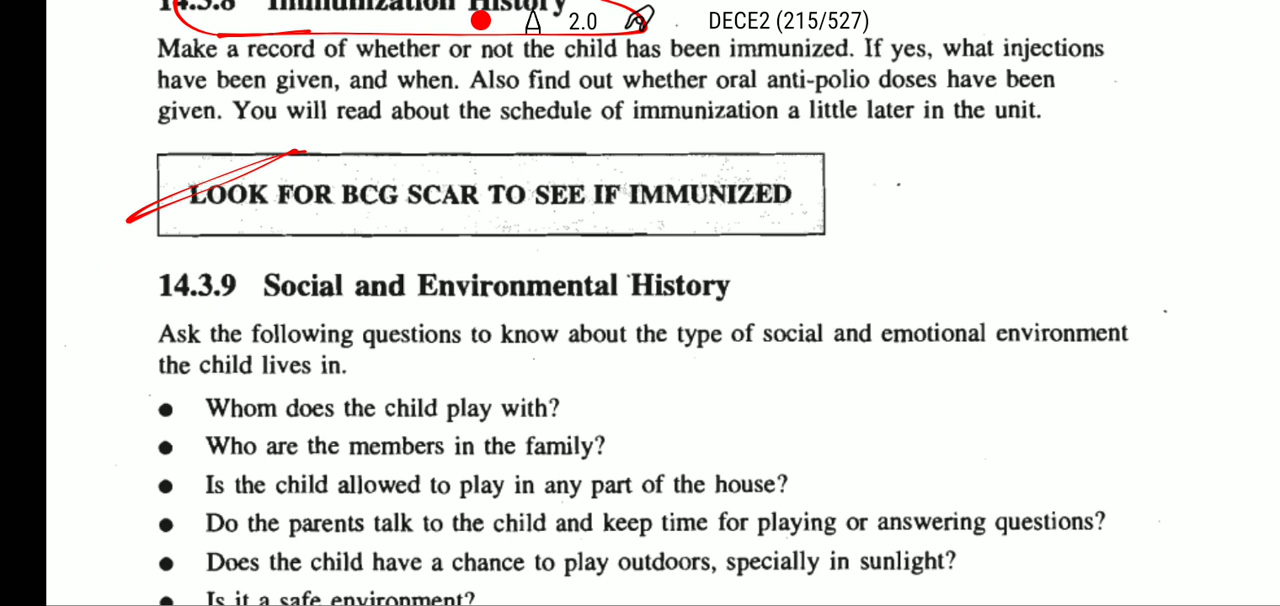 14.3.8 Immunization History
2.0 DECE2 (215/527)
Make a record of whether or not the child has been immunized. If yes, what injections
have been given, and when. Also find out whether oral anti-polio doses have been
given. You will read about the schedule of immunization a little later in the unit.
LOOK FOR BCG SCAR TO SEE IF IMMUNIZED
14.3.9 Social and Environmental History
Ask the following questions to know about the type of social and emotional environment
the child lives in.
● Whom does the child play with?
● Who are the members in the family?
● Is the child allowed to play in any part of the house?
● Do the parents talk to the child and keep time for playing or answering questions?
● Does the child have a chance to play outdoors, specially in sunlight?
● Is it a safe environment?